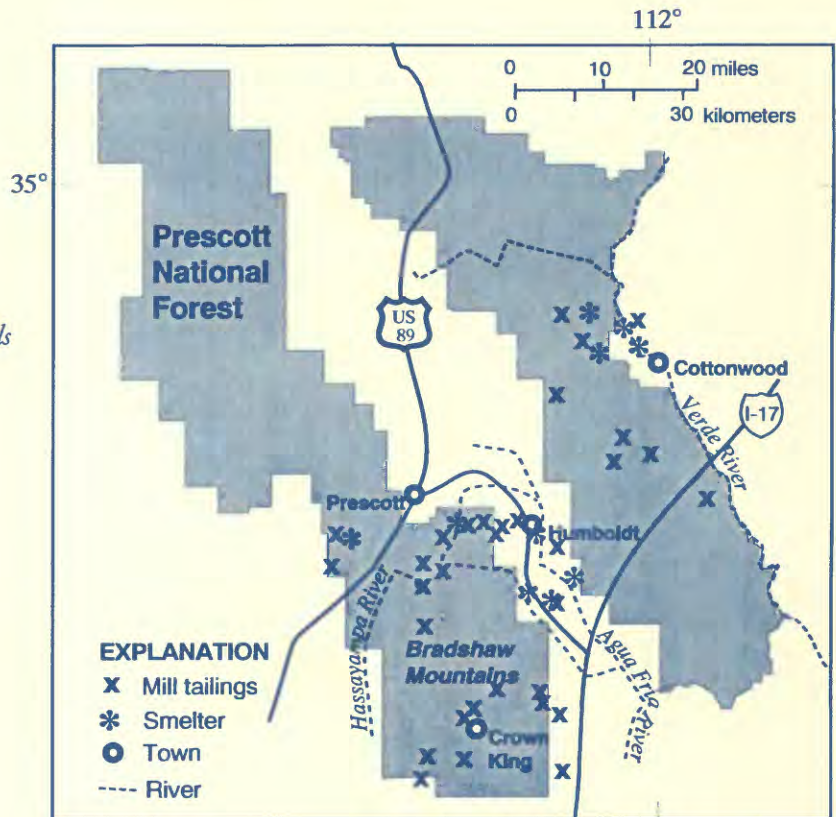 112°
0 10 20 miles
0 30 kilometers
35°
Prescott
National
Forest
ds
US
89
Cottonwood
I-17
Verde River
Prescott
Humboldt
Hassayampa River
Bradshaw
Mountains
Agua Fria
River
EXPLANATION
x Mill tailings
* Smelter
Town
---- River
Crown
King